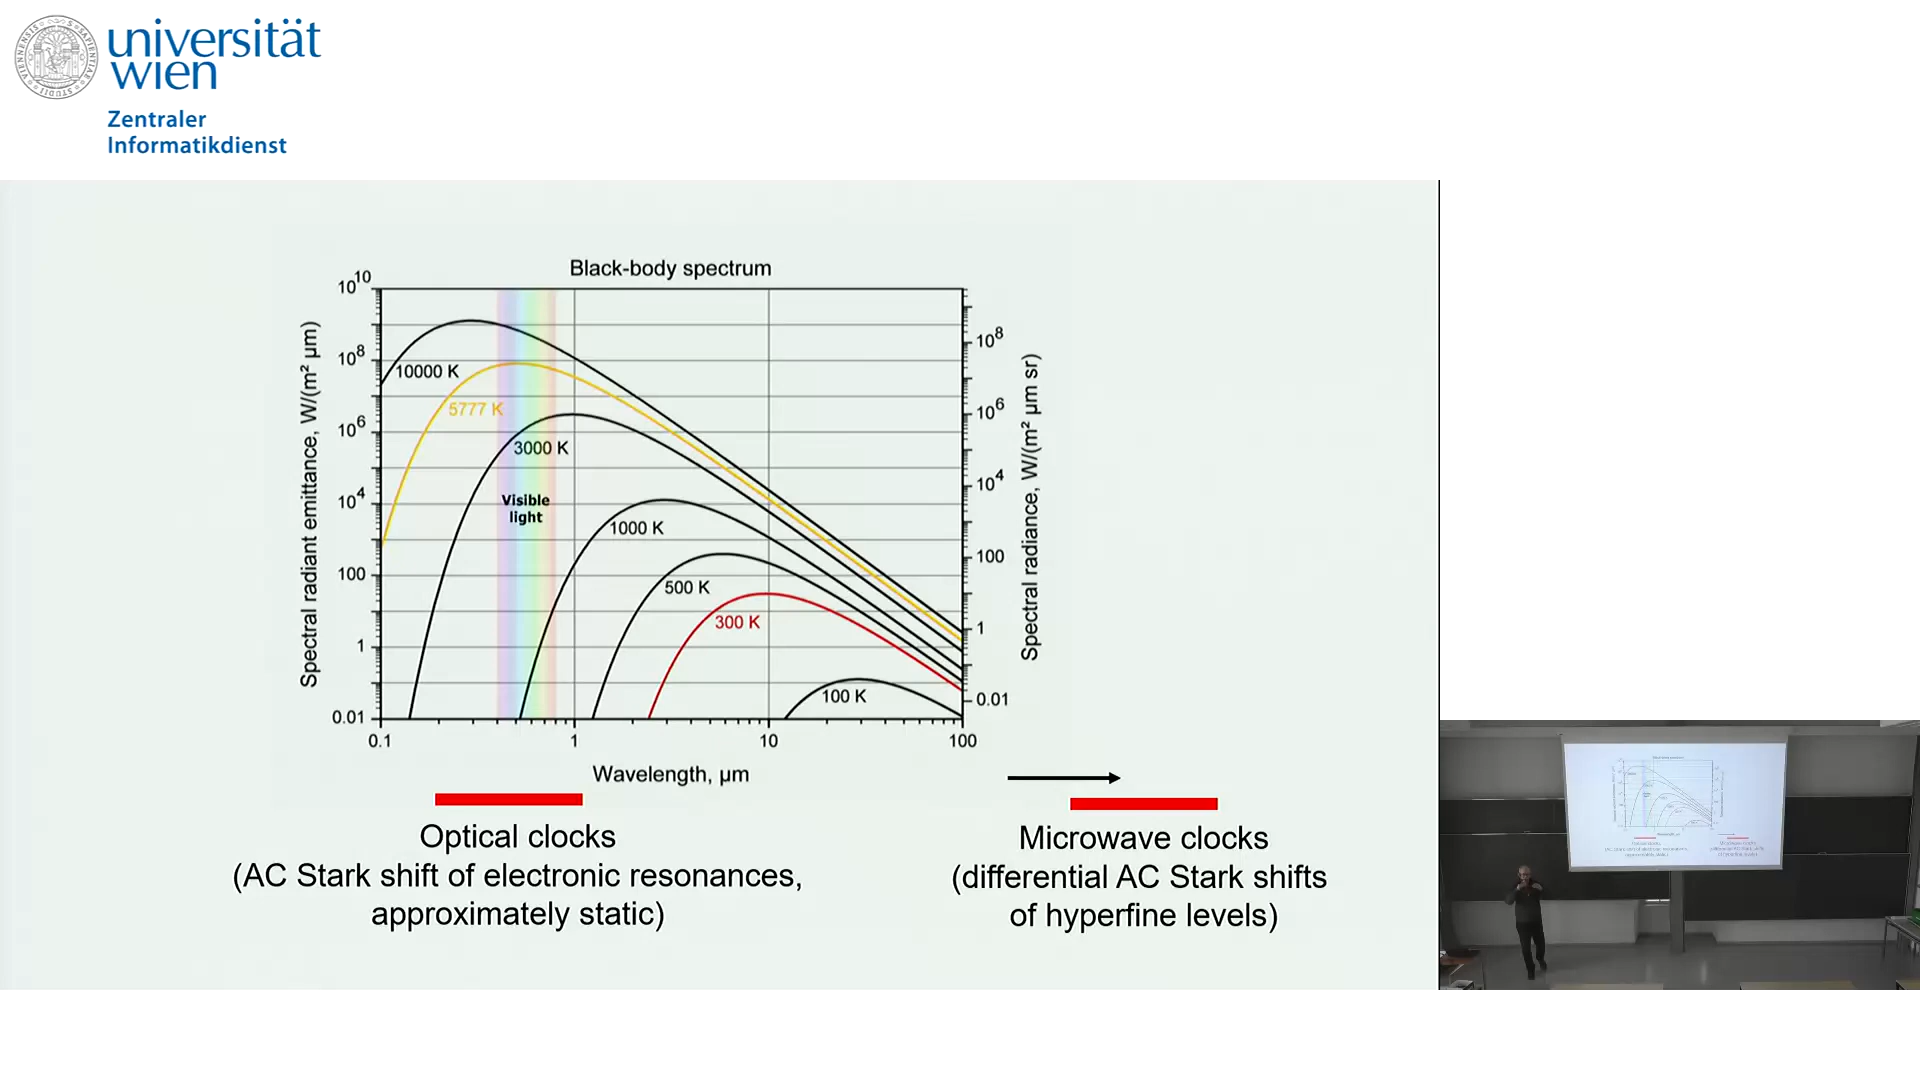 universität
wien
Zentraler
Informatikdienst
Black-body spectrum
Spectral radiant emittance, W/(m² µm)
10^10
10^8
10^6
10^4
100
1
0.01
10000 K
5777 K
3000 K
Visible
light
1000 K
500 K
300 K
100 K
10^8
10^6
10^4
100
1
0.01
Spectral radiance, W/(m² µm sr)
0.1
1
10
100
Wavelength, µm
Optical clocks
(AC Stark shift of electronic resonances,
approximately static)
Microwave clocks
(differential AC Stark shifts
of hyperfine levels)